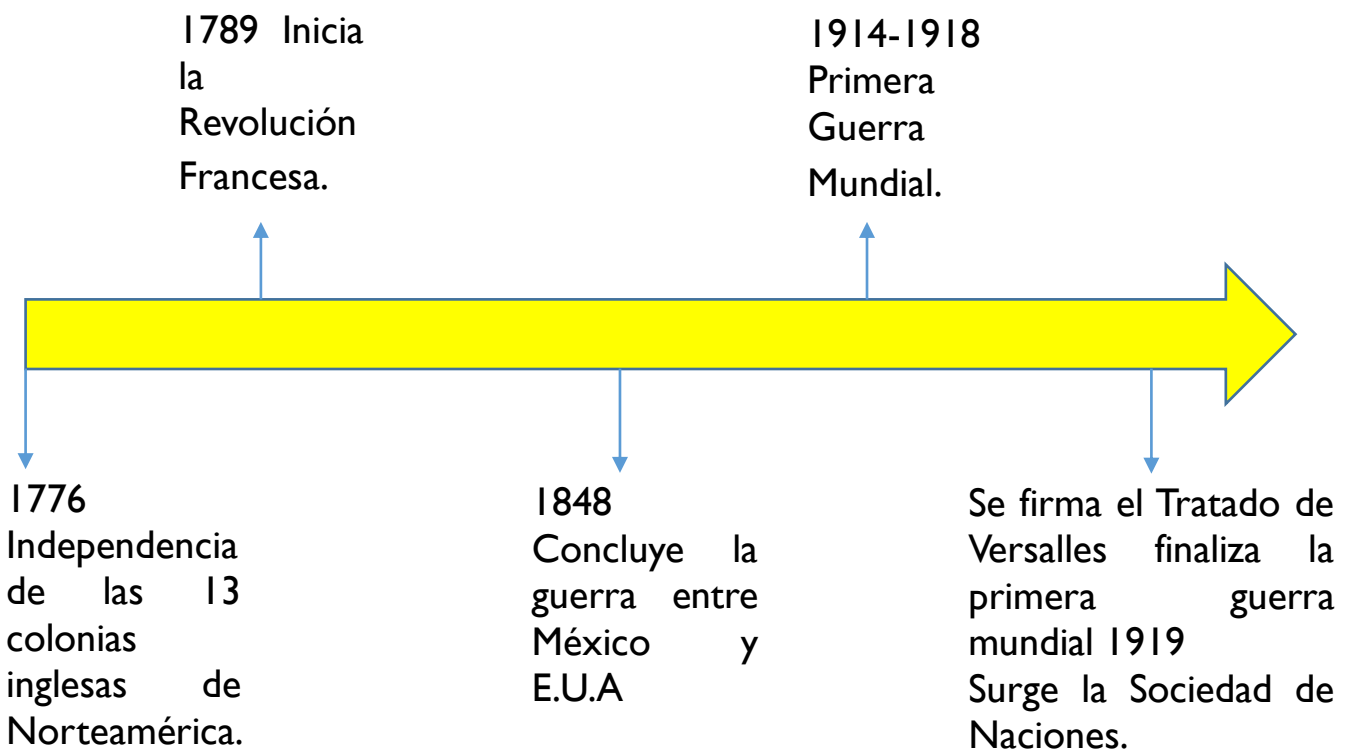 1789 Inicia
la
Revolución
Francesa.
1914-1918
Primera
Guerra
Mundial.
1776
Independencia
de las 13
colonias
inglesas de
Norteamérica.
1848
Concluye la
guerra entre
México y
E.U.A
Se firma el Tratado de
Versalles finaliza la
primera guerra
mundial 1919
Surge la Sociedad de
Naciones.